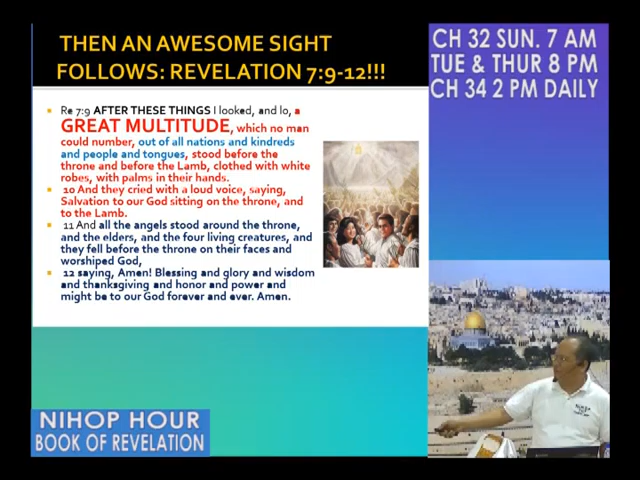 THEN AN AWESOME SIGHT
FOLLOWS: REVELATION 7:9-12!!!
Re 7:9 AFTER THESE THINGS I looked, and lo, a
GREAT MULTITUDE, which no man
could number, out of all nations and kindreds
and people and tongues, stood before the
throne and before the Lamb, clothed with white
robes, with palms in their hands.
10 And they cried with a loud voice, saying,
Salvation to our God sitting on the throne, and
to the Lamb.
11 And all the angels stood around the throne,
and the elders, and the four living creatures, and
they fell before the throne on their faces and
worshiped God,
12 saying, Amen! Blessing and glory and wisdom
and thanksgiving and honor and power and
might be to our God forever and ever. Amen.
CH 32 SUN. 7 AM
TUE & THUR 8 PM
CH 34 2 PM DAILY
NIHOP HOUR
BOOK OF REVELATION
NIHOP